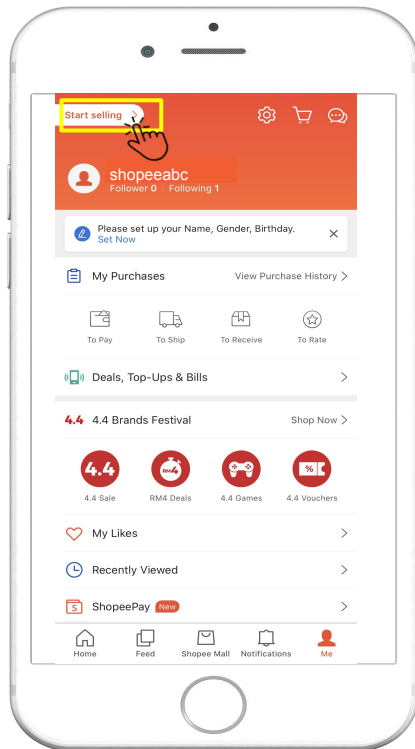 Start selling
shopeeabc
Follower 0 Following 1
Please set up your Name, Gender, Birthday.
Set Now
My Purchases View Purchase History
To Pay To Ship To Receive To Rate
Deals, Top-Ups & Bills
4.4 4.4 Brands Festival Shop Now
4.4 RM4 %
4.4 Sale RM4 Deals 4.4 Games 4.4 Vouchers
My Likes
Recently Viewed
S ShopeePay New
Home Feed Shopee Mall Notifications Me